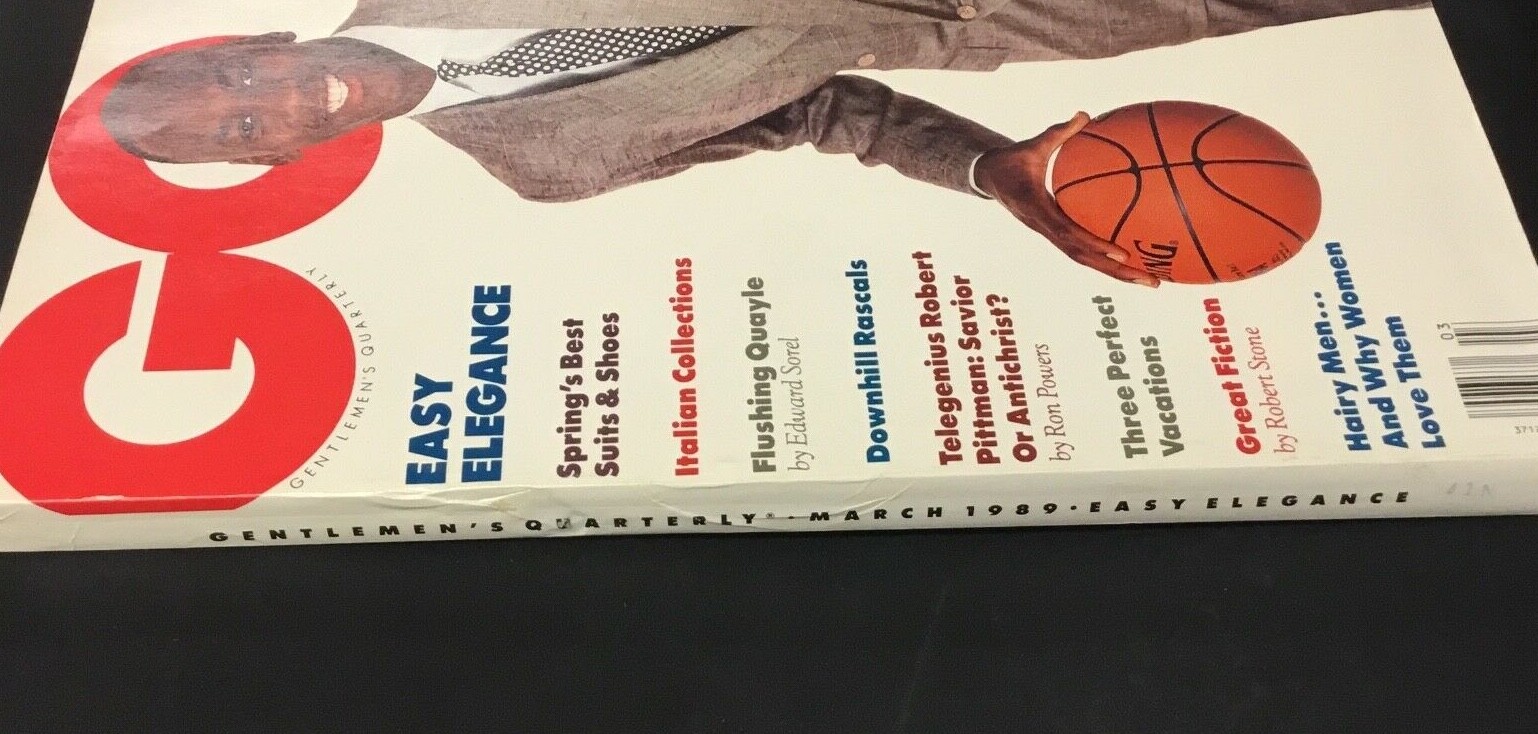 GQ
GENTLEMEN'S QUARTERLY
EASY
ELEGANCE
Spring's Best
Suits & Shoes
Italian Collections
Flushing Quayle
by Edward Sorel
Downhill Rascals
Telegenius Robert
Pittman: Savior
Or Antichrist?
by Ron Powers
Three Perfect
Vacations
Great Fiction
by Robert Stone
Hairy Men...
And Why Women
Love Them
03
GENTLEMEN'S QUARTERLY® · MARCH 1989 · EASY ELEGANCE